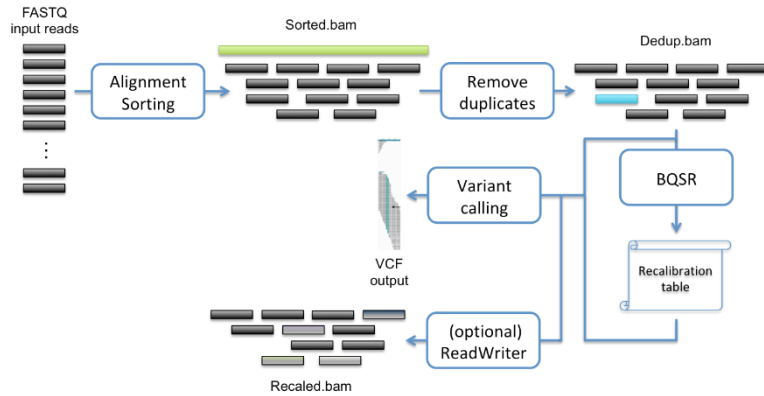 FASTQ
input reads
Sorted.bam
Dedup.bam
Alignment
Sorting
Remove
duplicates
BQSR
Variant
calling
VCF
output
Recalibration
table
(optional)
ReadWriter
Recaled.bam